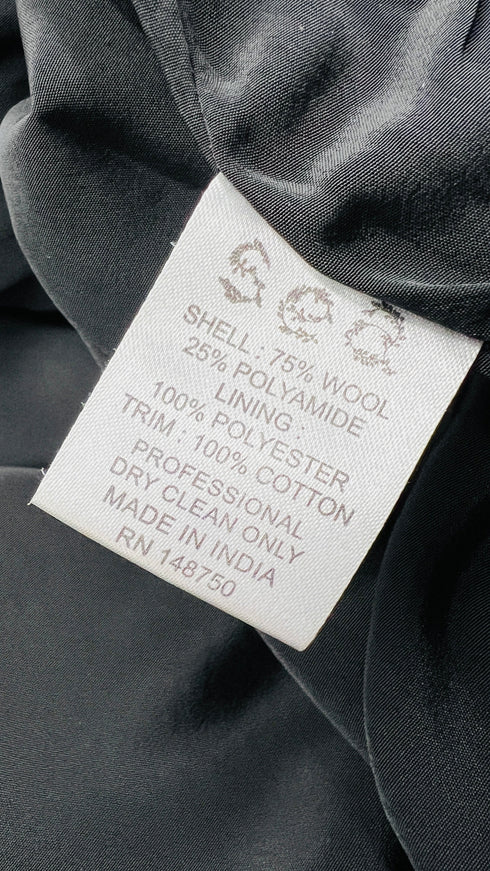 SHELL : 75% WOOL
25% POLYAMIDE
LINING :
100% POLYESTER
TRIM : 100% COTTON
PROFESSIONAL
DRY CLEAN ONLY
MADE IN INDIA
RN 148750